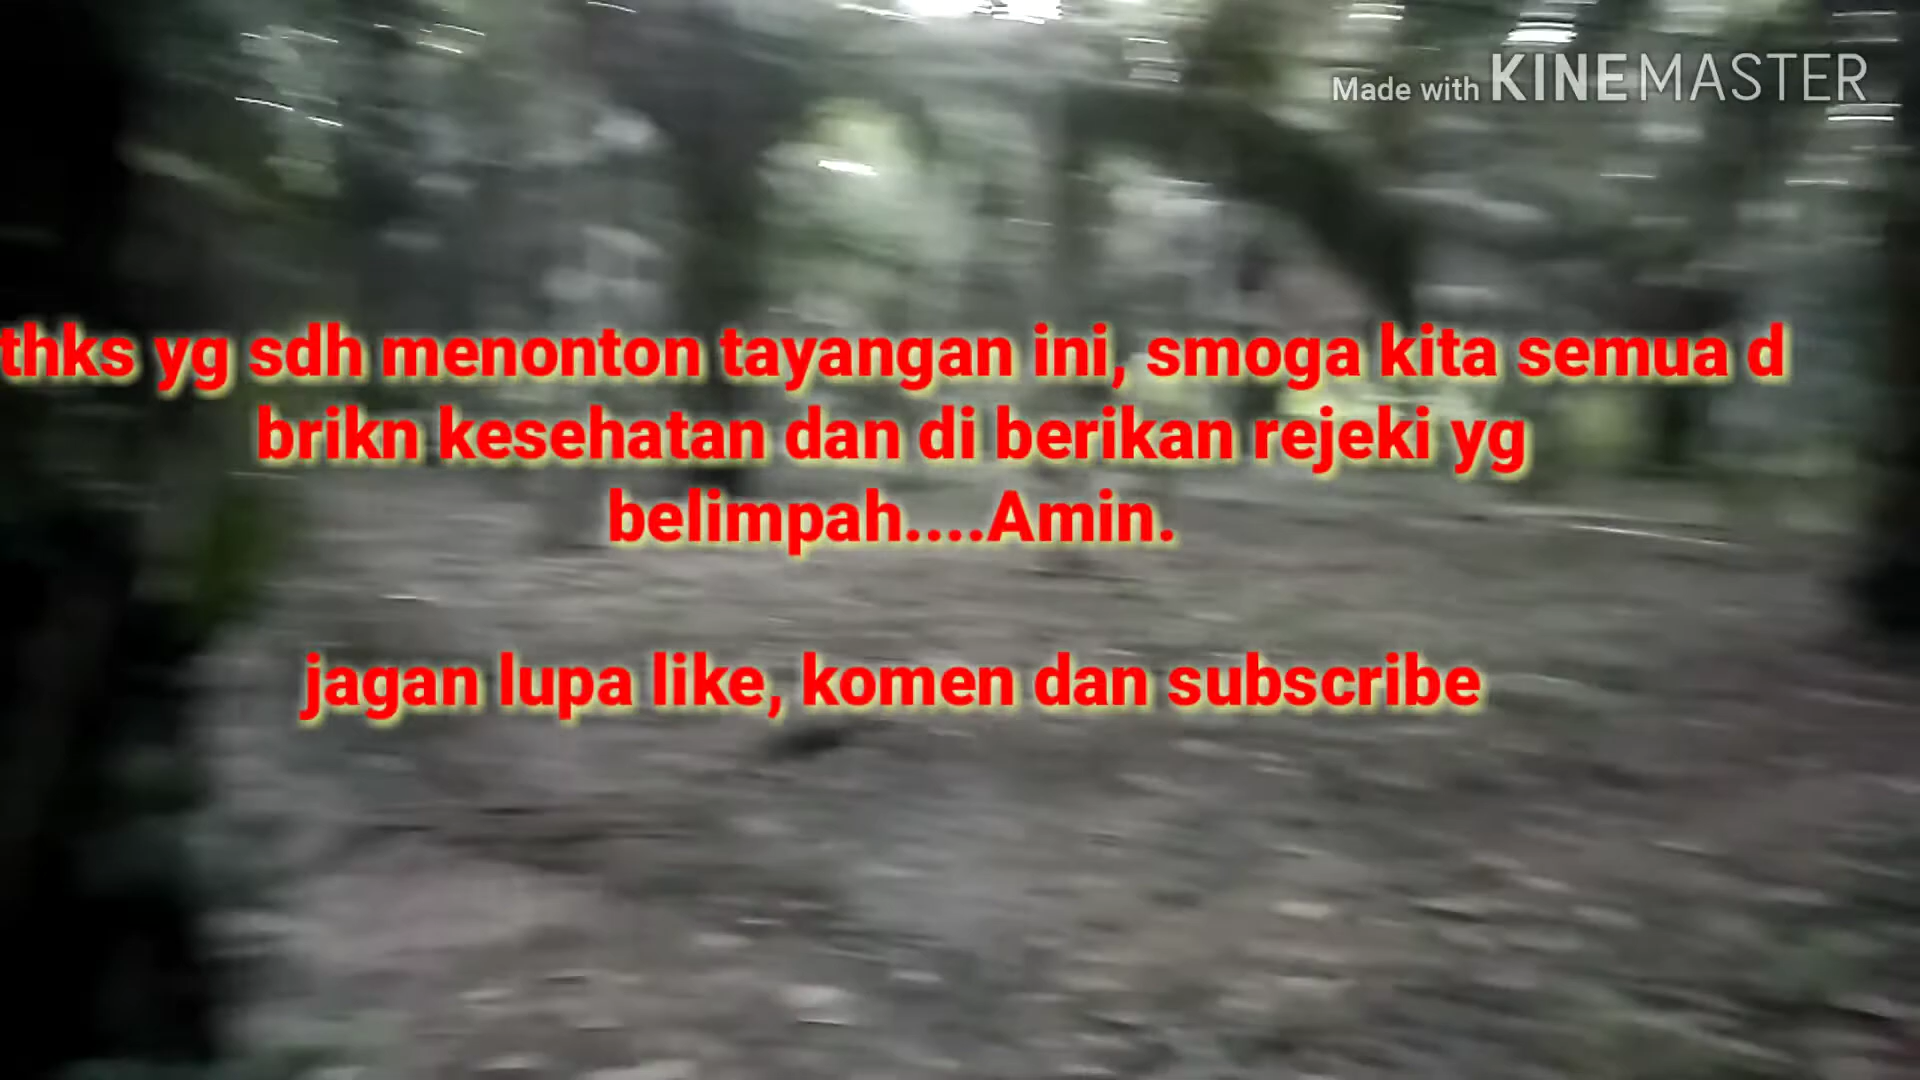 Made with KINEMASTER
thks yg sdh menonton tayangan ini, smoga kita semua d
brikn kesehatan dan di berikan rejeki yg
belimpah....Amin.
jagan lupa like, komen dan subscribe